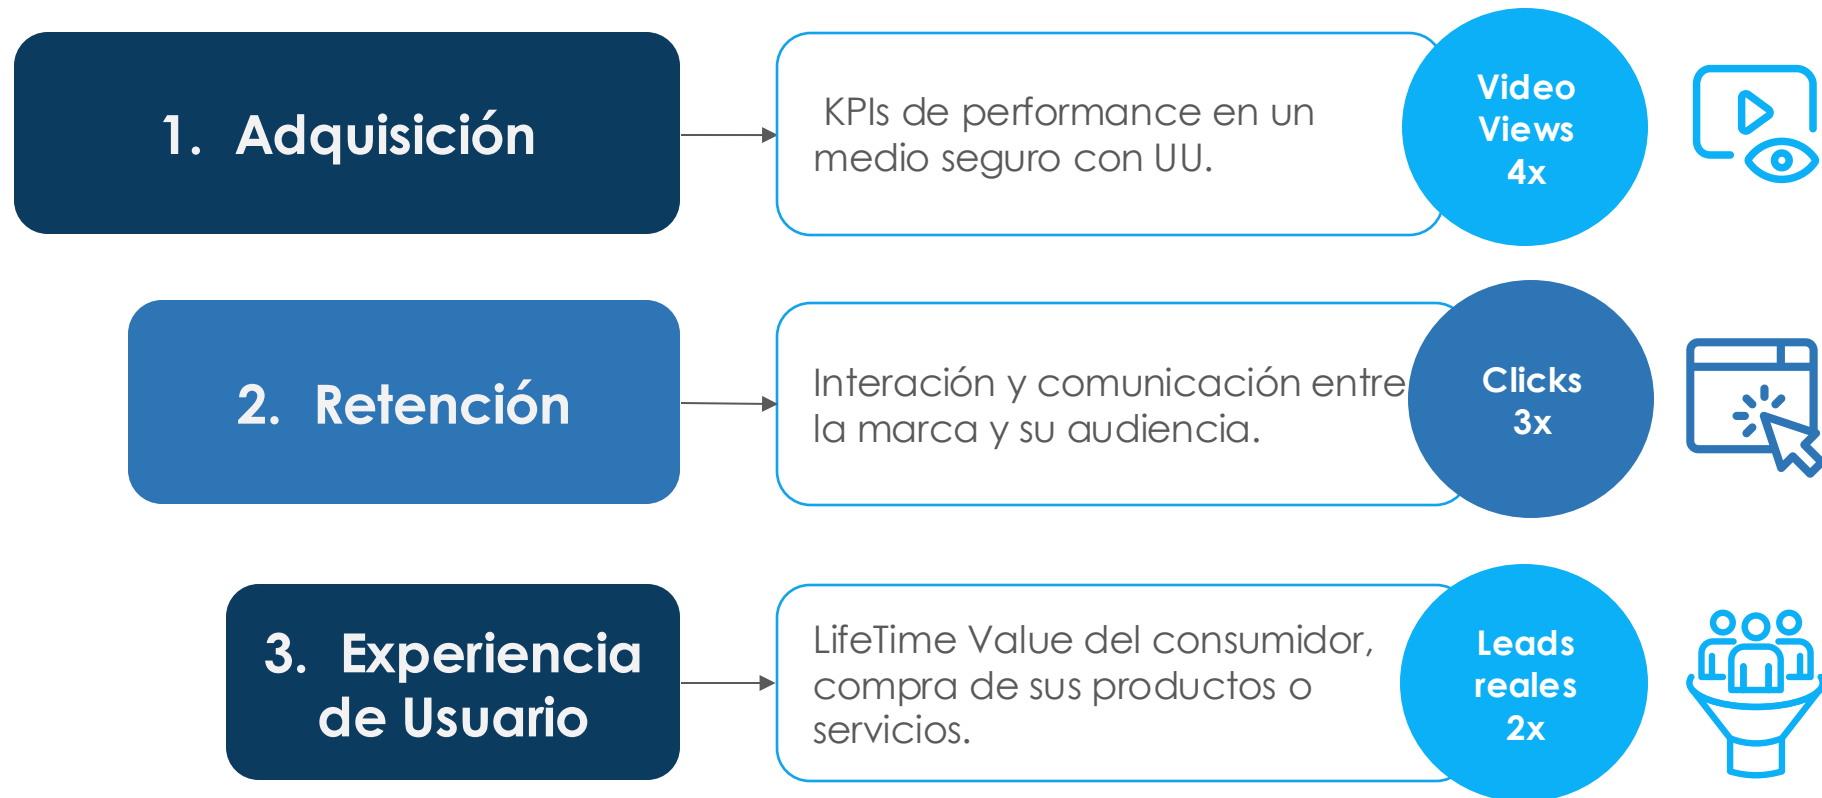 1. Adquisición
KPIs de performance en un
medio seguro con UU.
Video
Views
4x
2. Retención
Interación y comunicación entre
la marca y su audiencia.
Clicks
3x
3. Experiencia
de Usuario
LifeTime Value del consumidor,
compra de sus productos o
servicios.
Leads
reales
2x